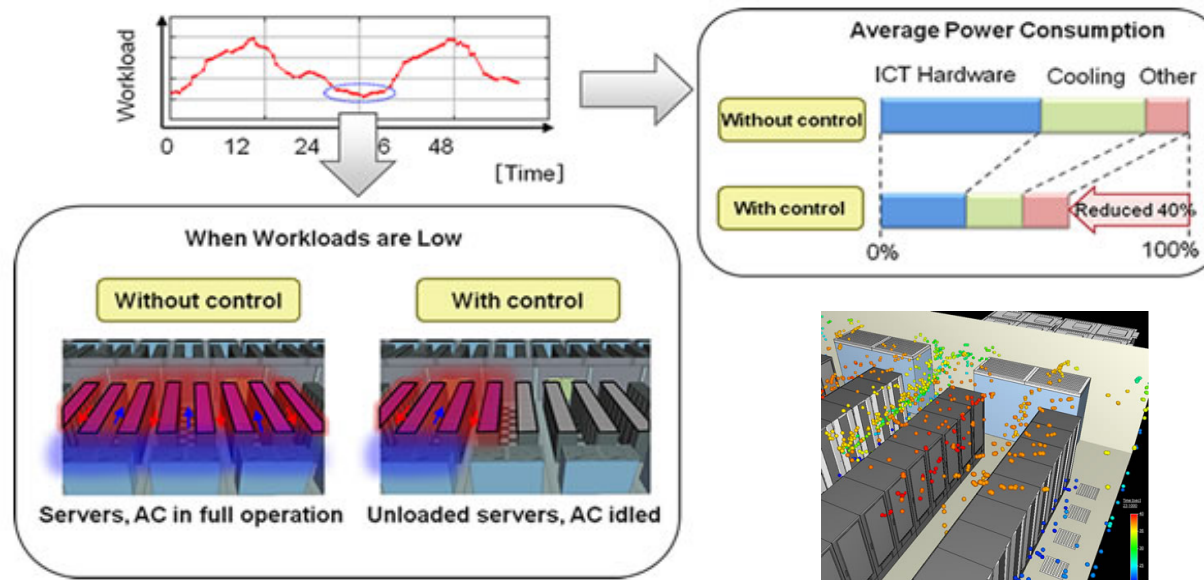 Workload
0 12 24 6 48
[Time]
Average Power Consumption
ICT Hardware Cooling Other
Without control
With control
Reduced 40%
0% 100%
When Workloads are Low
Without control With control
Servers, AC in full operation Unloaded servers, AC idled